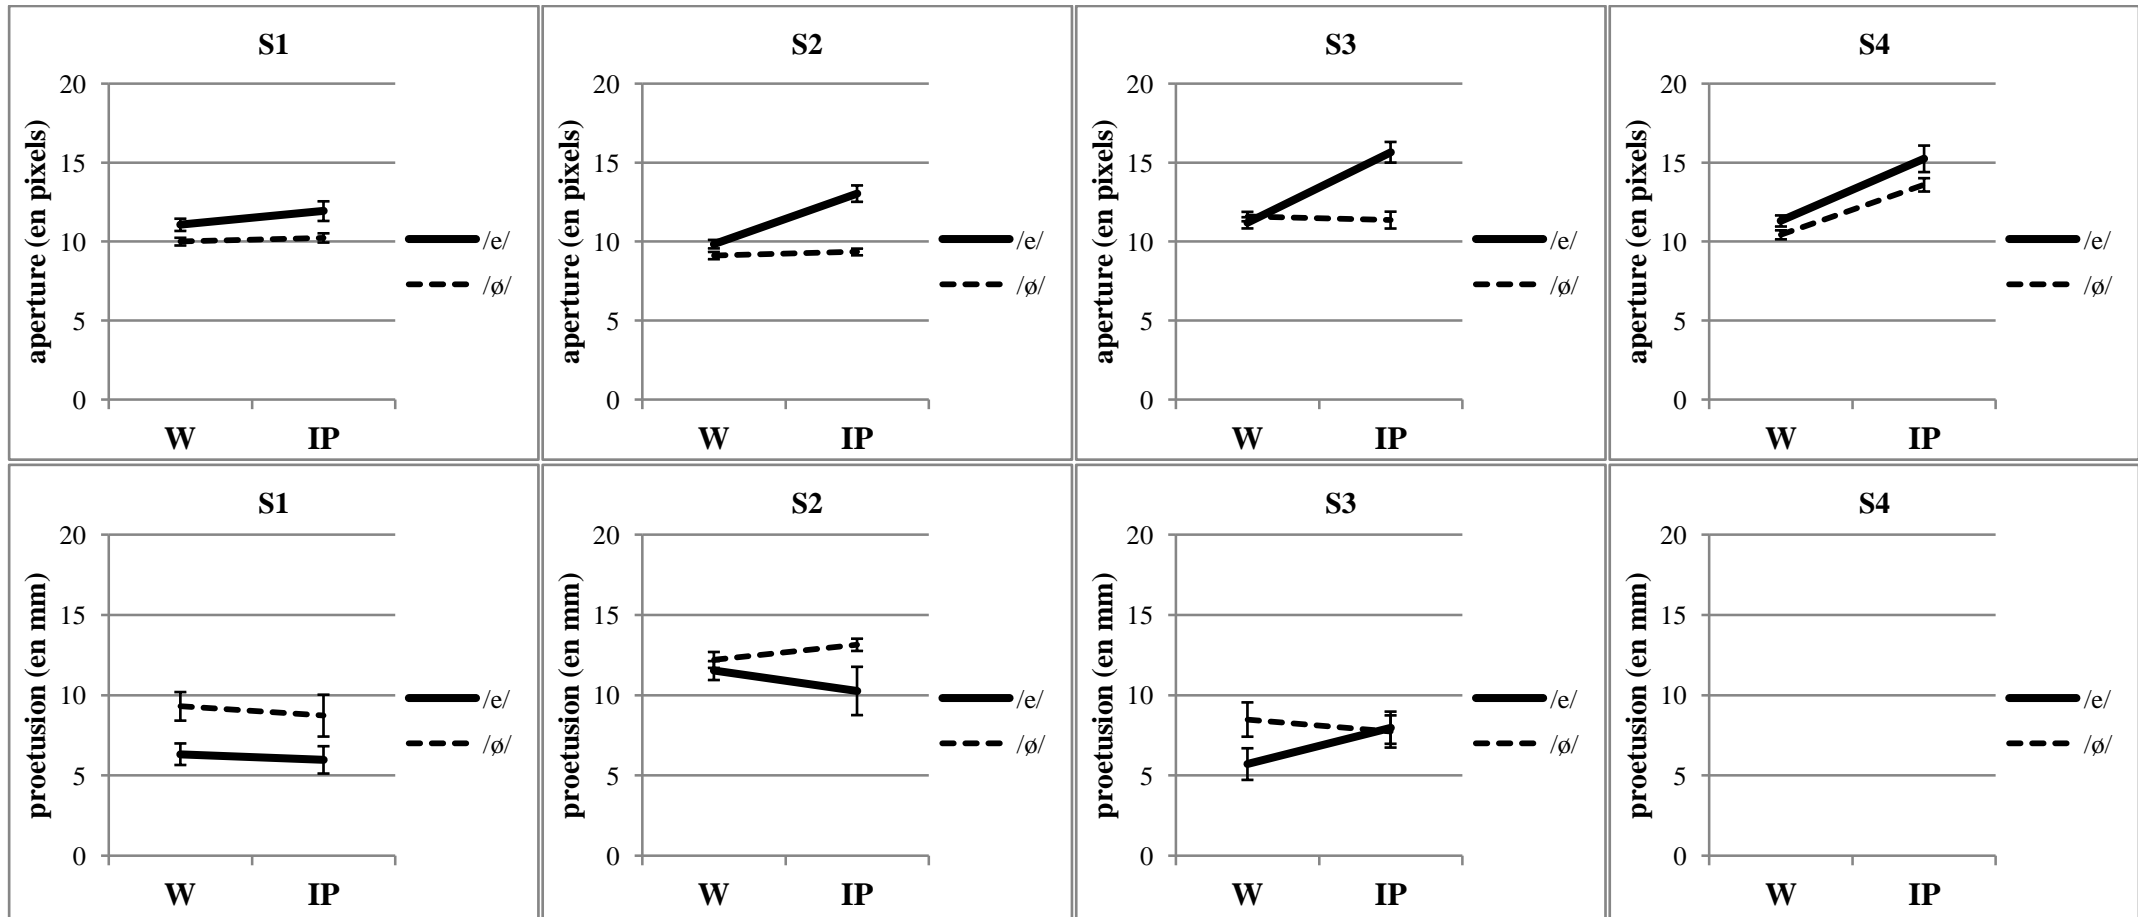 S1
aperture (en pixels)
20
15
10
5
0
W IP
/e/
/ø/
S2
aperture (en pixels)
20
15
10
5
0
W IP
/e/
/ø/
S3
aperture (en pixels)
20
15
10
5
0
W IP
/e/
/ø/
S4
aperture (en pixels)
20
15
10
5
0
W IP
/e/
/ø/
S1
proetusion (en mm)
20
15
10
5
0
W IP
/e/
/ø/
S2
proetusion (en mm)
20
15
10
5
0
W IP
/e/
/ø/
S3
proetusion (en mm)
20
15
10
5
0
W IP
/e/
/ø/
S4
proetusion (en mm)
20
15
10
5
0
W IP
/e/
/ø/